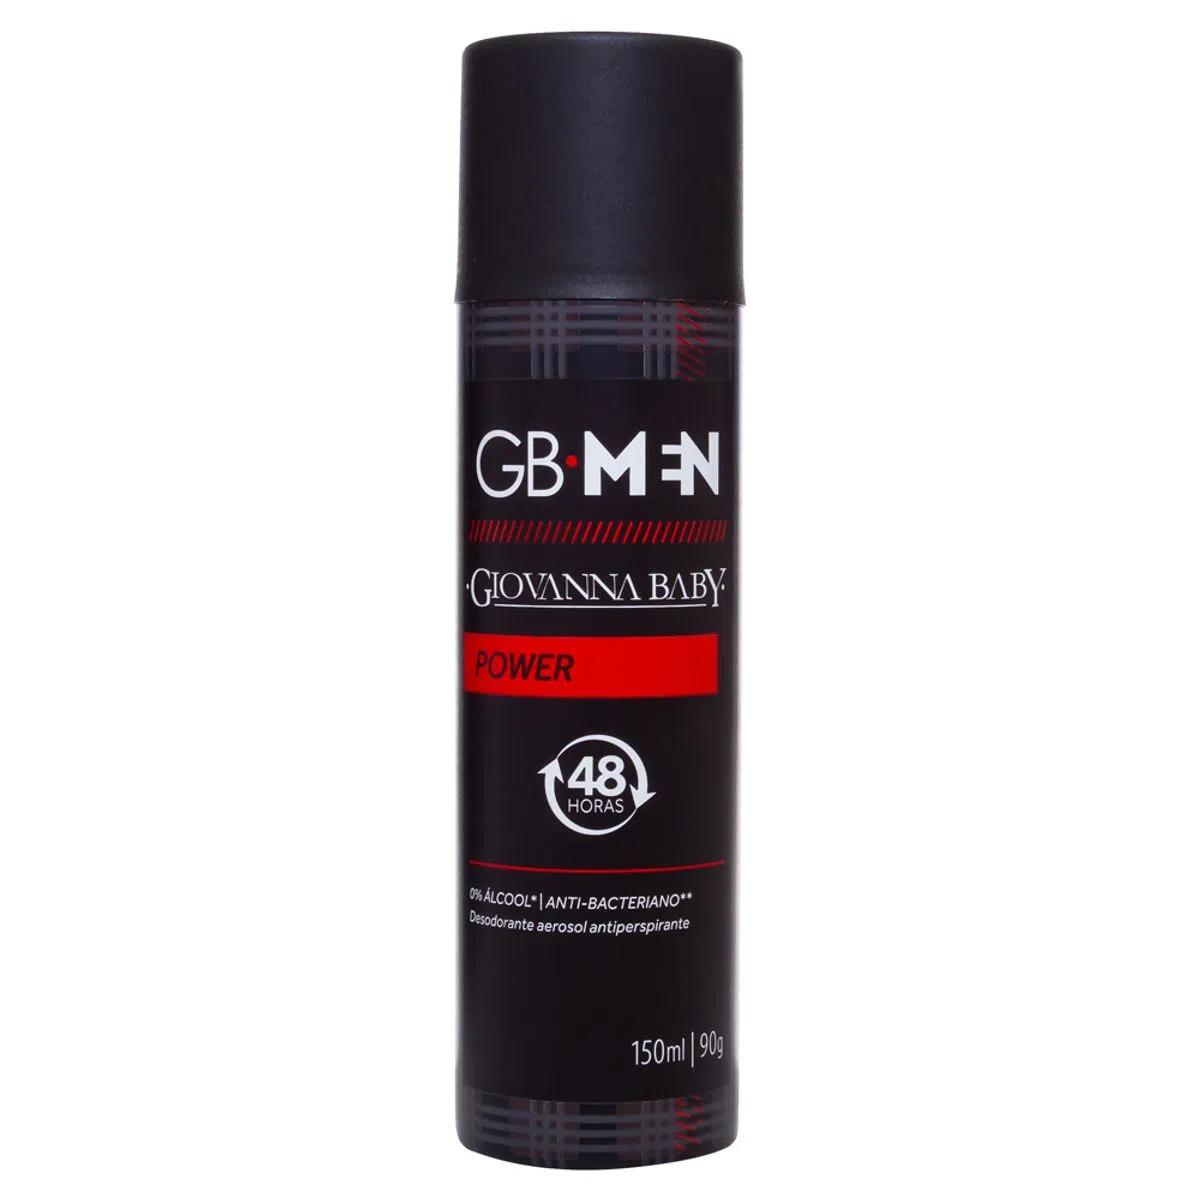 GB·MEN
·GIOVANNA BABY·
POWER
48
HORAS
0% ÁLCOOL* | ANTI-BACTERIANO**
Desodorante aerosol antiperspirante
150ml | 90g